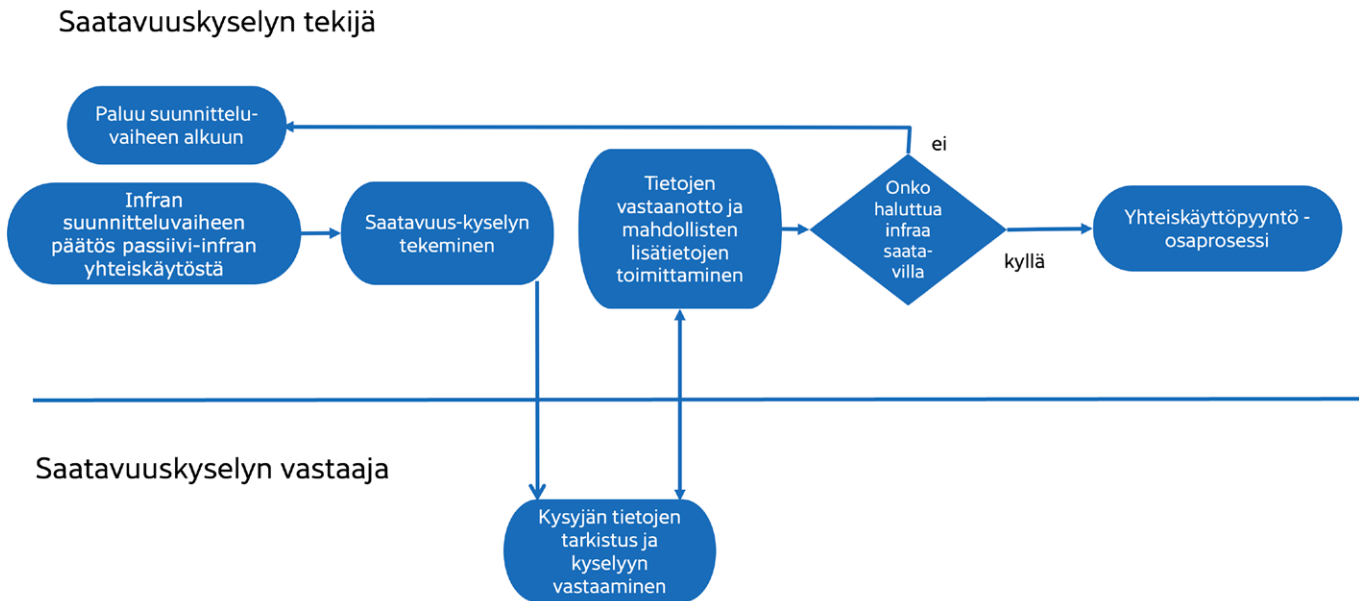 Saatavuuskyselyn tekijä
Paluu suunnittelu-
vaiheen alkuun
Infran
suunnitteluvaiheen
päätös passiivi-infran
yhteiskäytöstä
Saatavuus-kyselyn
tekeminen
Tietojen
vastaanotto ja
mahdollisten
lisätietojen
toimittaminen
Onko
haluttua
infraa
saata-
villa
ei
kyllä
Yhteiskäyttöpyyntö -
osaprosessi
Saatavuuskyselyn vastaaja
Kysyjän tietojen
tarkistus ja
kyselyyn
vastaaminen